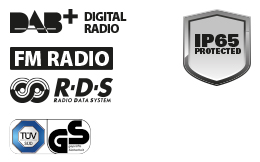 DAB+ DIGITAL
RADIO
IP65
PROTECTED
FM RADIO
R·D·S
RADIO DATA SYSTEM
TÜV
SÜD
GS